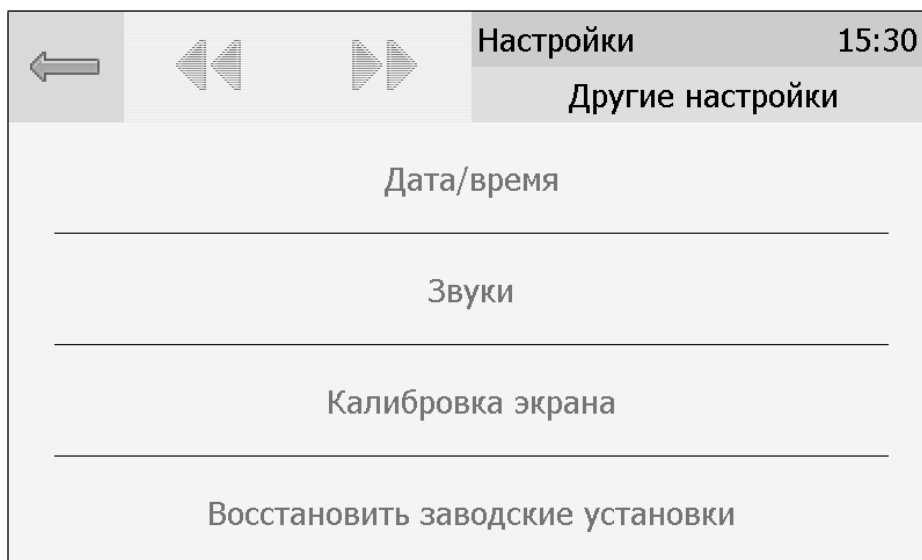 Настройки 15:30
Другие настройки
Дата/время
Звуки
Калибровка экрана
Восстановить заводские установки